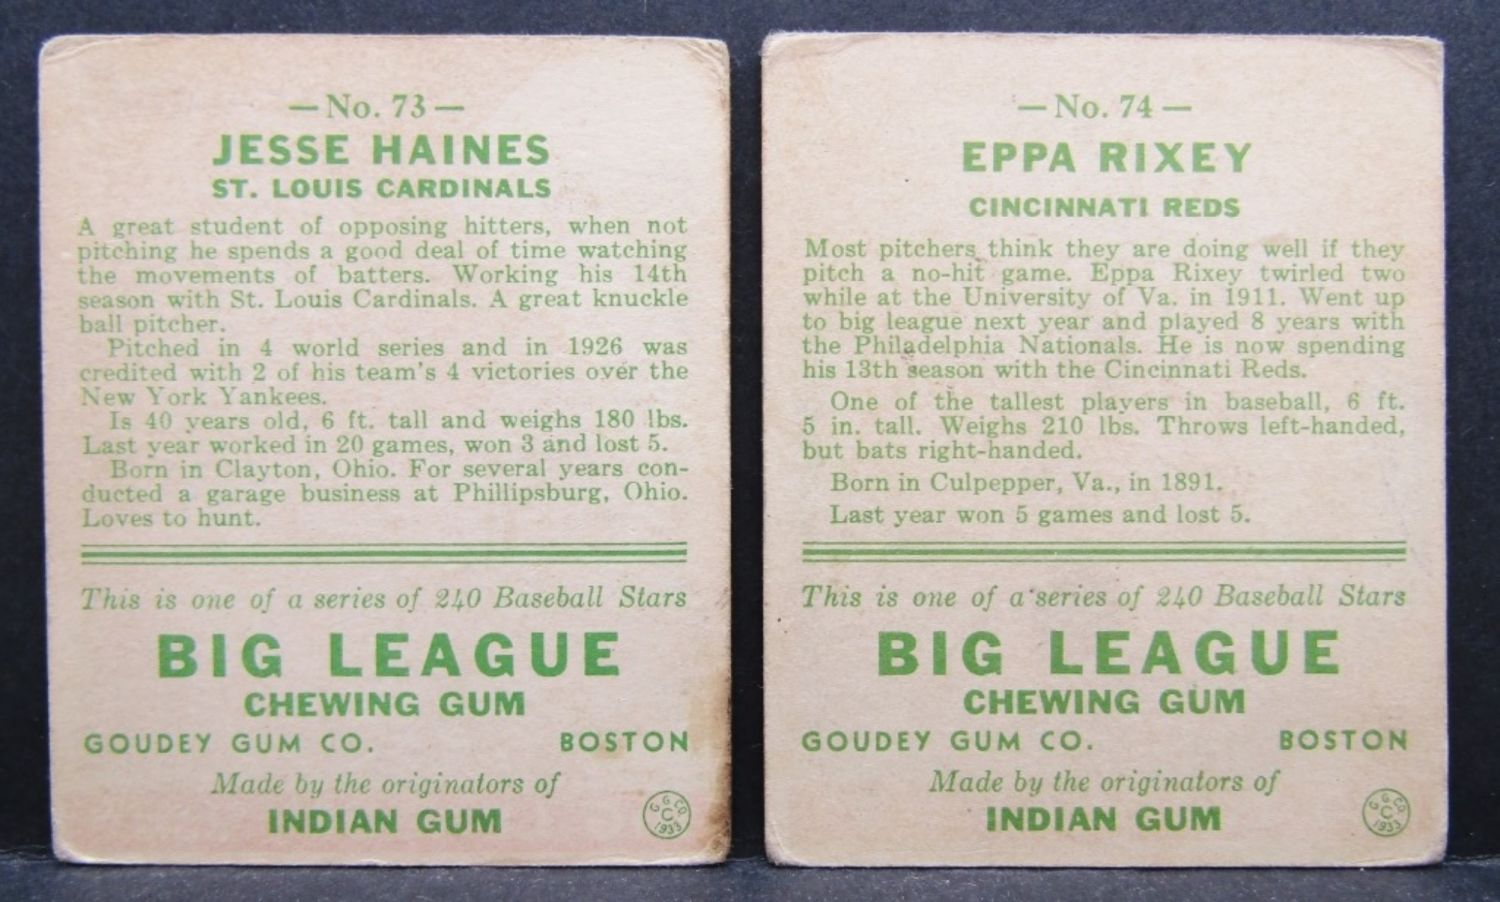 — No. 73 —
JESSE HAINES
ST. LOUIS CARDINALS
A great student of opposing hitters, when not
pitching he spends a good deal of time watching
the movements of batters. Working his 14th
season with St. Louis Cardinals. A great knuckle
ball pitcher.
Pitched in 4 world series and in 1926 was
credited with 2 of his team's 4 victories over the
New York Yankees.
Is 40 years old, 6 ft. tall and weighs 180 lbs.
Last year worked in 20 games, won 3 and lost 5.
Born in Clayton, Ohio. For several years con-
ducted a garage business at Phillipsburg, Ohio.
Loves to hunt.
This is one of a series of 240 Baseball Stars
BIG LEAGUE
CHEWING GUM
GOUDEY GUM CO. BOSTON
Made by the originators of
INDIAN GUM
G. G. CO.
C
1933
— No. 74 —
EPPA RIXEY
CINCINNATI REDS
Most pitchers think they are doing well if they
pitch a no-hit game. Eppa Rixey twirled two
while at the University of Va. in 1911. Went up
to big league next year and played 8 years with
the Philadelphia Nationals. He is now spending
his 13th season with the Cincinnati Reds.
One of the tallest players in baseball, 6 ft.
5 in. tall. Weighs 210 lbs. Throws left-handed,
but bats right-handed.
Born in Culpepper, Va., in 1891.
Last year won 5 games and lost 5.
This is one of a series of 240 Baseball Stars
BIG LEAGUE
CHEWING GUM
GOUDEY GUM CO. BOSTON
Made by the originators of
INDIAN GUM
G. G. CO.
C
1933